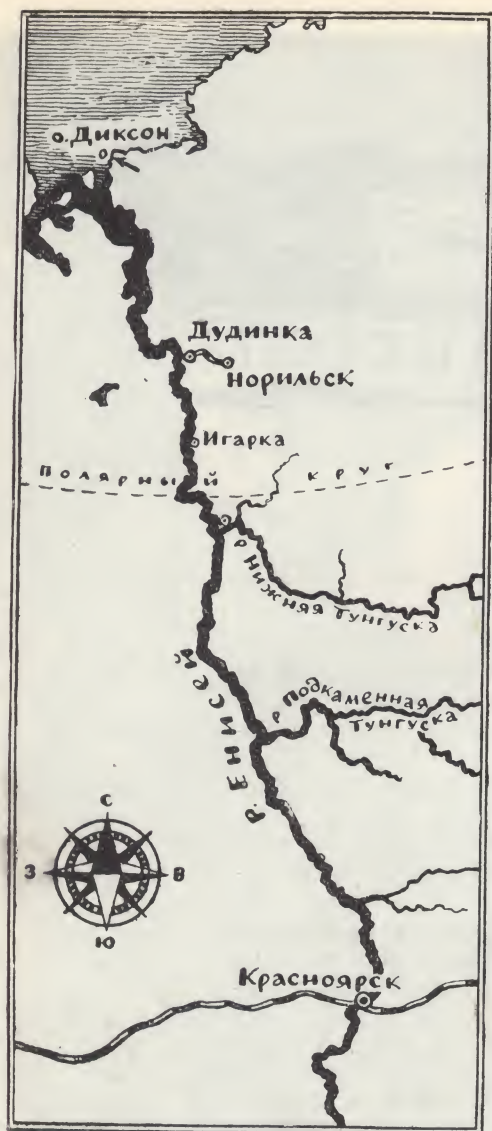 о. Диксон
Дудинка
Норильск
Игарка
Полярный круг
р. Нижняя Тунгуска
р. Подкаменная
Тунгуска
р. Енисей
С
З В
Ю
Красноярск